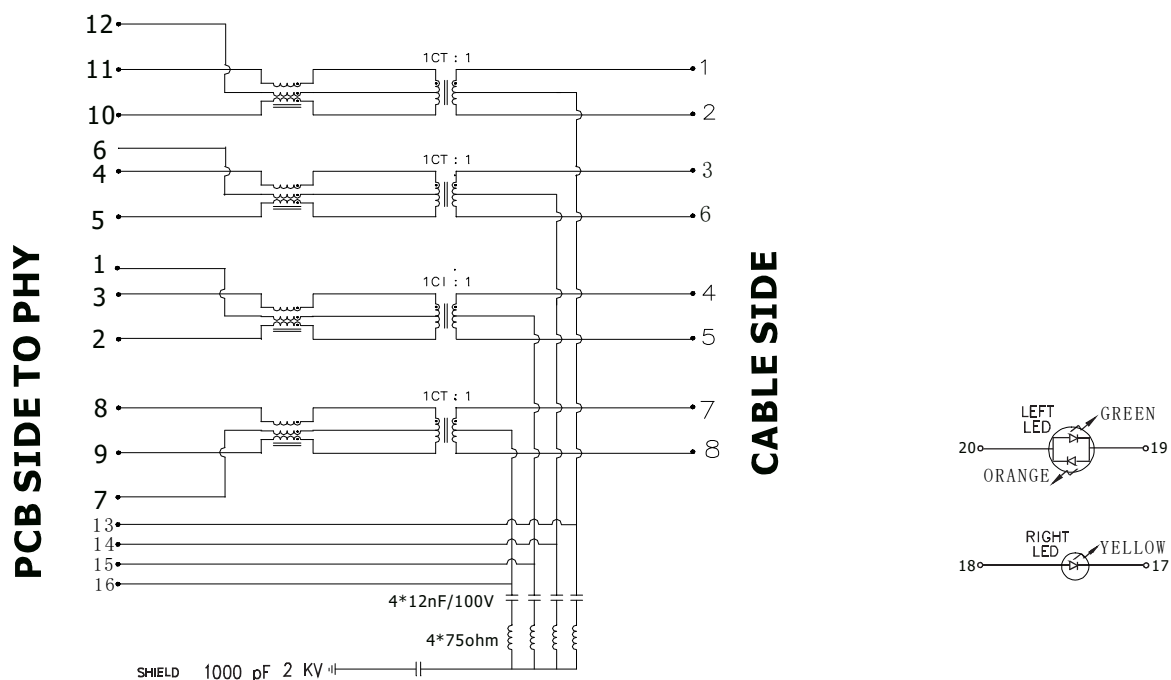 12
1CT : 1
11
1
10
2
6
1CT : 1
4
3
5
6
PCB SIDE TO PHY
CABLE SIDE
1
1CI : 1
3
4
2
5
1CT : 1
8
7
9
8
7
13
14
15
16
4*12nF/100V
4*75ohm
SHIELD 1000 pF 2 KV
LEFT
LED
GREEN
20
19
ORANGE
RIGHT
LED
YELLOW
18
17